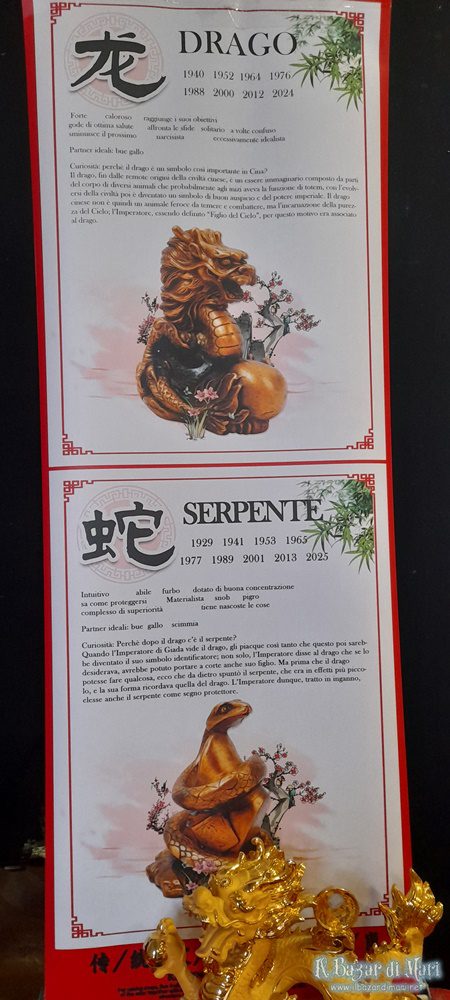 龙
DRAGO
1940 1952 1964 1976
1988 2000 2012 2024
Forte caloroso raggiunge i suoi obiettivi
gode di ottima salute affronta le sfide solitario a volte confuso
sminuisce il prossimo narcisista eccessivamente idealista
Partner ideale: bue gallo
Curiosità: perché il drago è un simbolo così importante in Cina?
Il drago, fin dalle remote origini della civiltà cinese, è un essere immaginario composto da parti
del corpo di diversi animali che probabilmente agli inizi aveva la funzione di totem, con l'evol-
versi della civiltà poi è diventato un simbolo di buon auspicio e del potere imperiale. Il drago
cinese non è quindi un animale feroce da temere e combattere, ma l'incarnazione della purez-
za del Cielo; l'Imperatore, essendo definito "Figlio del Cielo", per questo motivo era associato
al drago.
蛇
SERPENTE
1929 1941 1953 1965
1977 1989 2001 2013 2025
Intuitivo abile furbo dotato di buona concentrazione
sa come proteggersi Materialista snob pigro
complesso di superiorità tiene nascoste le cose
Partner ideali: bue gallo scimmia
Curiosità: Perchè dopo il drago c'è il serpente?
Quando l'Imperatore di Giada vide il drago, gli piacque così tanto che questo poi sareb-
be diventato il suo simbolo identificatore; non solo, l'Imperatore disse al drago che se lo
desiderava, avrebbe potuto portare a corte anche suo figlio. Ma prima che il drago
potesse fare qualcosa, ecco che da dietro spuntò il serpente, che era in effetti più picco-
lo, e la sua forma ricordava quella del drago. L'Imperatore dunque, tratto in inganno,
elesse anche il serpente come segno protettore.
传/統
Il Bazar di Mari
www.ilbazardimari.net